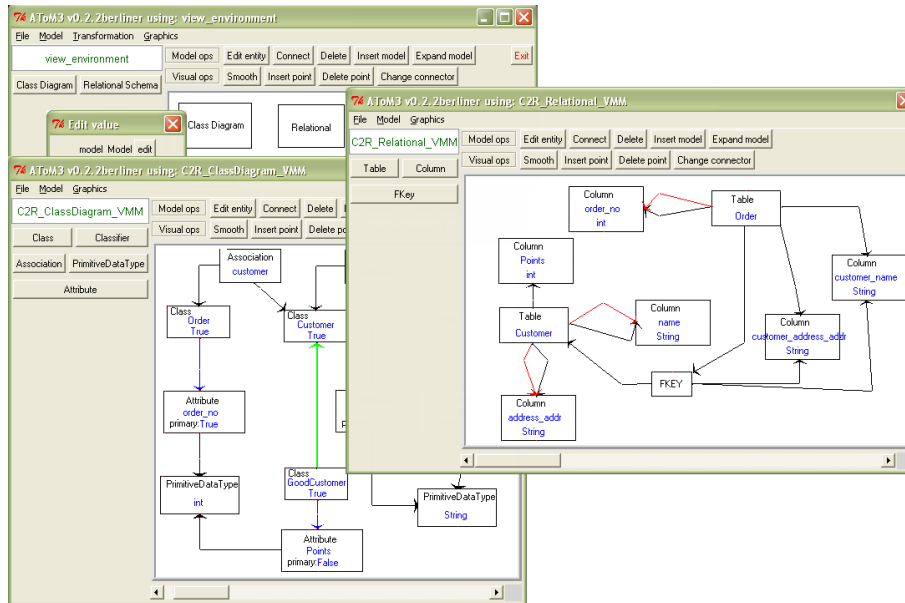 AToM3 v0.2.2berliner using: view_environment
File Model Transformation Graphics
view_environment
Model ops Edit entity Connect Delete Insert model Expand model Exit
Visual ops Smooth Insert point Delete point Change connector
Class Diagram Relational Schema
Class Diagram
Relational
Edit value
model Model edit
AToM3 v0.2.2berliner using: C2R_ClassDiagram_VMM
File Model Graphics
C2R_ClassDiagram_VMM
Model ops Edit entity Connect Delete
Visual ops Smooth Insert point Delete po
Class Classifier
Association PrimitiveDataType
Attribute
Association
customer
Class
Order
True
Class
Customer
True
Attribute
order_no
primary:True
PrimitiveDataType
int
Class
GoodCustomer
True
Attribute
Points
primary:False
PrimitiveDataType
String
AToM3 v0.2.2berliner using: C2R_Relational_VMM
File Model Graphics
C2R_Relational_VMM
Model ops Edit entity Connect Delete Insert model Expand model
Visual ops Smooth Insert point Delete point Change connector
Table Column
FKey
Column
order_no
int
Table
Order
Column
Points
int
Column
customer_name
String
Table
Customer
Column
name
String
Column
customer_address_addr
String
FKEY
Column
address_addr
String